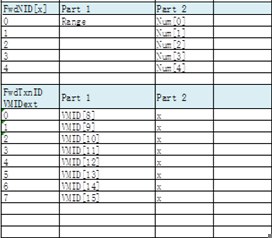 FwdNID[x] Part 1 Part 2
0 Range Num[0]
1 Num[1]
2 Num[2]
3 Num[3]
4 Num[4]
FwdTxnID
VMIDext Part 1 Part 2
0 VMID[8] x
1 VMID[9] x
2 VMID[10] x
3 VMID[11] x
4 VMID[12] x
5 VMID[13] x
6 VMID[14] x
7 VMID[15] x